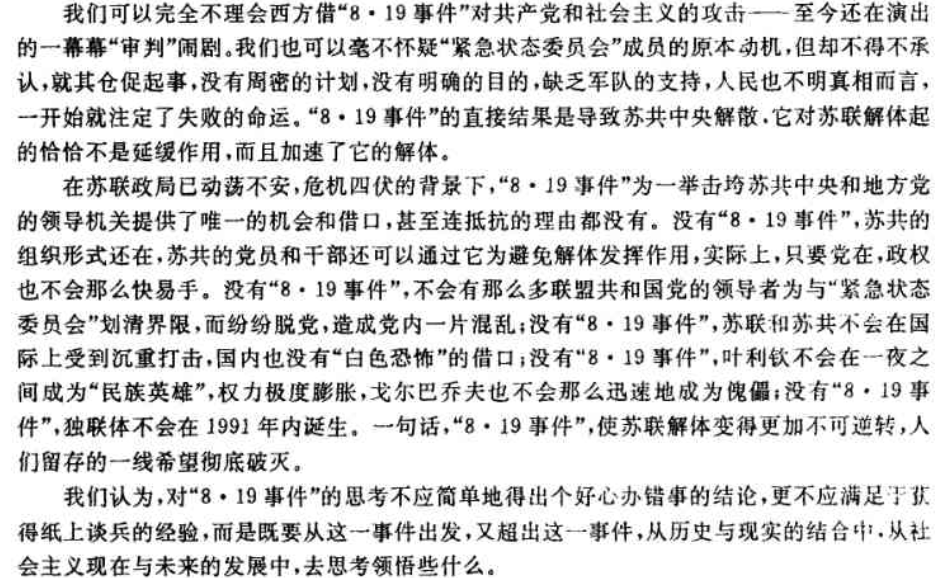 我们可以完全不理会西方借“8·19事件”对共产党和社会主义的攻击——至今还在演出
的一幕幕“审判”闹剧。我们也可以毫不怀疑“紧急状态委员会”成员的原本动机,但却不得不承
认,就其仓促起事,没有周密的计划,没有明确的目的,缺乏军队的支持,人民也不明真相而言,
一开始就注定了失败的命运。“8·19事件”的直接结果是导致苏共中央解散.它对苏联解体起
的恰恰不是延缓作用,而且加速了它的解体。
在苏联政局已动荡不安,危机四伏的背景下,“8·19事件”为一举击垮苏共中央和地方党
的领导机关提供了唯一的机会和借口,甚至连抵抗的理由都没有。没有“8·19事件”,苏共的
组织形式还在,苏共的党员和干部还可以通过它为避免解体发挥作用,实际上,只要党在,政权
也不会那么快易手。没有“8·19事件”,不会有那么多联盟共和国党的领导者为与“紧急状态
委员会”划清界限,而纷纷脱党,造成党内一片混乱;没有“8·19事件”,苏联和苏共不会在国
际上受到沉重打击,国内也没有“白色恐怖”的借口;没有“8·19事件”,叶利钦不会在一夜之
间成为“民族英雄”,权力极度膨胀,戈尔巴乔夫也不会那么迅速地成为傀儡;没有“8·19事
件”,独联体不会在1991年内诞生。一句话,“8·19事件”,使苏联解体变得更加不可逆转,人
们留存的一线希望彻底破灭。
我们认为,对“8·19事件”的思考不应简单地得出个好心办错事的结论,更不应满足于获
得纸上谈兵的经验,而是既要从这一事件出发,又超出这一事件,从历史与现实的结合中.从社
会主义现在与未来的发展中,去思考领悟些什么。